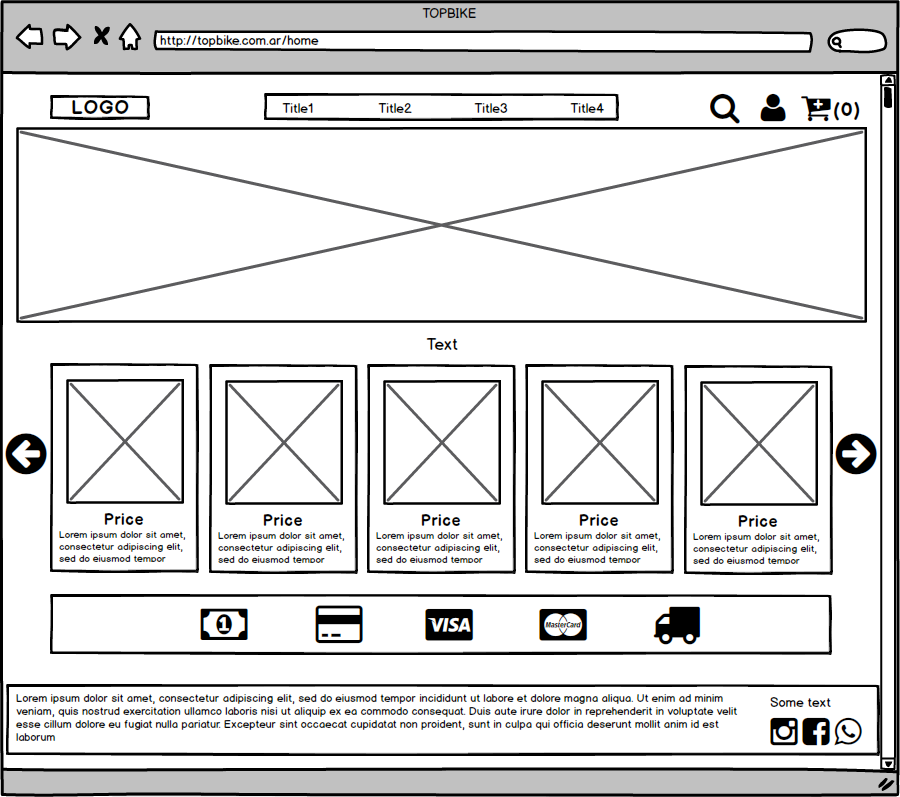 TOPBIKE
http://topbike.com.ar/home
LOGO
Title1 Title2 Title3 Title4
(0)
Text
Price
Lorem ipsum dolor sit amet,
consectetur adipiscing elit,
sed do eiusmod tempor
Price
Lorem ipsum dolor sit amet,
consectetur adipiscing elit,
sed do eiusmod tempor
Price
Lorem ipsum dolor sit amet,
consectetur adipiscing elit,
sed do eiusmod tempor
Price
Lorem ipsum dolor sit amet,
consectetur adipiscing elit,
sed do eiusmod tempor
Price
Lorem ipsum dolor sit amet,
consectetur adipiscing elit,
sed do eiusmod tempor
1
VISA
MasterCard
Lorem ipsum dolor sit amet, consectetur adipiscing elit, sed do eiusmod tempor incididunt ut labore et dolore magna aliqua. Ut enim ad minim
veniam, quis nostrud exercitation ullamco laboris nisi ut aliquip ex ea commodo consequat. Duis aute irure dolor in reprehenderit in voluptate velit
esse cillum dolore eu fugiat nulla pariatur. Excepteur sint occaecat cupidatat non proident, sunt in culpa qui officia deserunt mollit anim id est
laborum
Some text